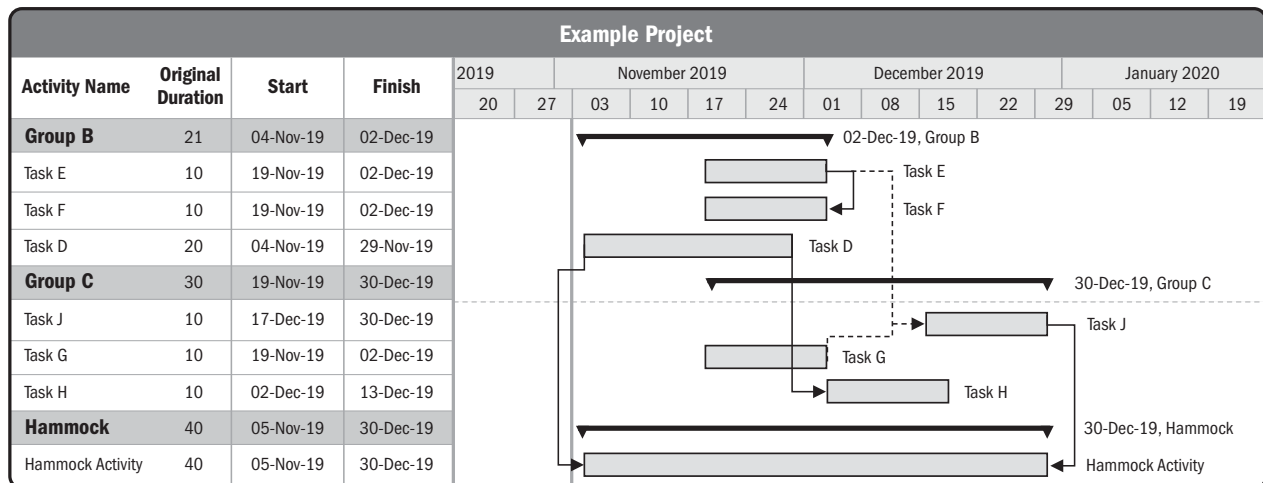 Example Project
Activity Name Original Duration Start Finish 2019 November 2019 December 2019 January 2020
20 27 03 10 17 24 01 08 15 22 29 05 12 19
Group B 21 04-Nov-19 02-Dec-19 02-Dec-19, Group B
Task E 10 19-Nov-19 02-Dec-19 Task E
Task F 10 19-Nov-19 02-Dec-19 Task F
Task D 20 04-Nov-19 29-Nov-19 Task D
Group C 30 19-Nov-19 30-Dec-19 30-Dec-19, Group C
Task J 10 17-Dec-19 30-Dec-19 Task J
Task G 10 19-Nov-19 02-Dec-19 Task G
Task H 10 02-Dec-19 13-Dec-19 Task H
Hammock 40 05-Nov-19 30-Dec-19 30-Dec-19, Hammock
Hammock Activity 40 05-Nov-19 30-Dec-19 Hammock Activity